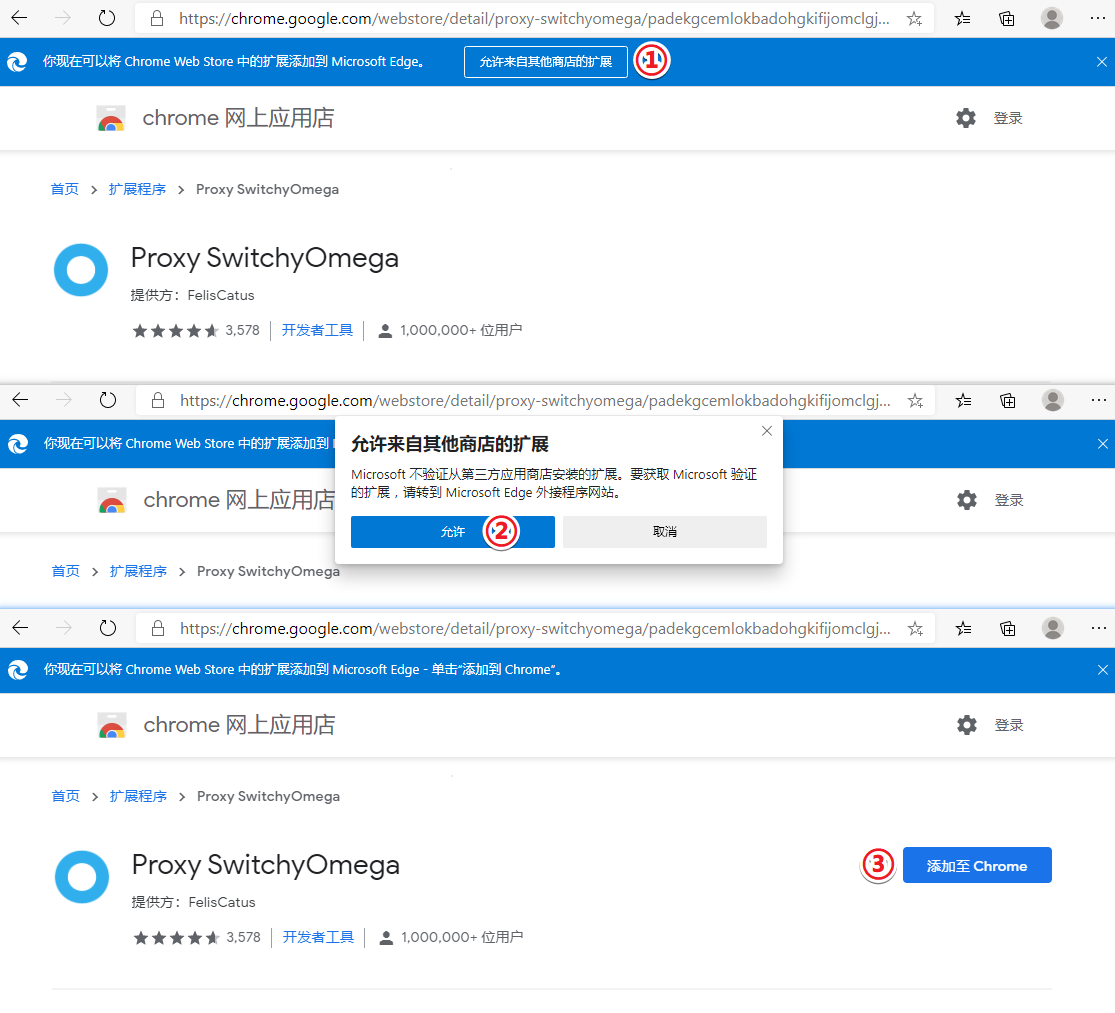 https://chrome.google.com/webstore/detail/proxy-switchyomega/padekgcemlokbadohgkifijomclgj...
你现在可以将 Chrome Web Store 中的扩展添加到 Microsoft Edge。 允许来自其他商店的扩展 ①
chrome 网上应用店 登录
首页 > 扩展程序 > Proxy SwitchyOmega
Proxy SwitchyOmega
提供方： FelisCatus
3,578 开发者工具 1,000,000+ 位用户
https://chrome.google.com/webstore/detail/proxy-switchyomega/padekgcemlokbadohgkifijomclgj...
你现在可以将 Chrome Web Store 中的扩展添加到
允许来自其他商店的扩展
Microsoft 不验证从第三方应用商店安装的扩展。要获取 Microsoft 验证
的扩展，请转到 Microsoft Edge 外接程序网站。
允许 ② 取消
chrome 网上应用店 登录
首页 > 扩展程序 > Proxy SwitchyOmega
https://chrome.google.com/webstore/detail/proxy-switchyomega/padekgcemlokbadohgkifijomclgj...
你现在可以将 Chrome Web Store 中的扩展添加到 Microsoft Edge - 单击"添加到 Chrome"。
chrome 网上应用店 登录
首页 > 扩展程序 > Proxy SwitchyOmega
Proxy SwitchyOmega ③ 添加至 Chrome
提供方： FelisCatus
3,578 开发者工具 1,000,000+ 位用户